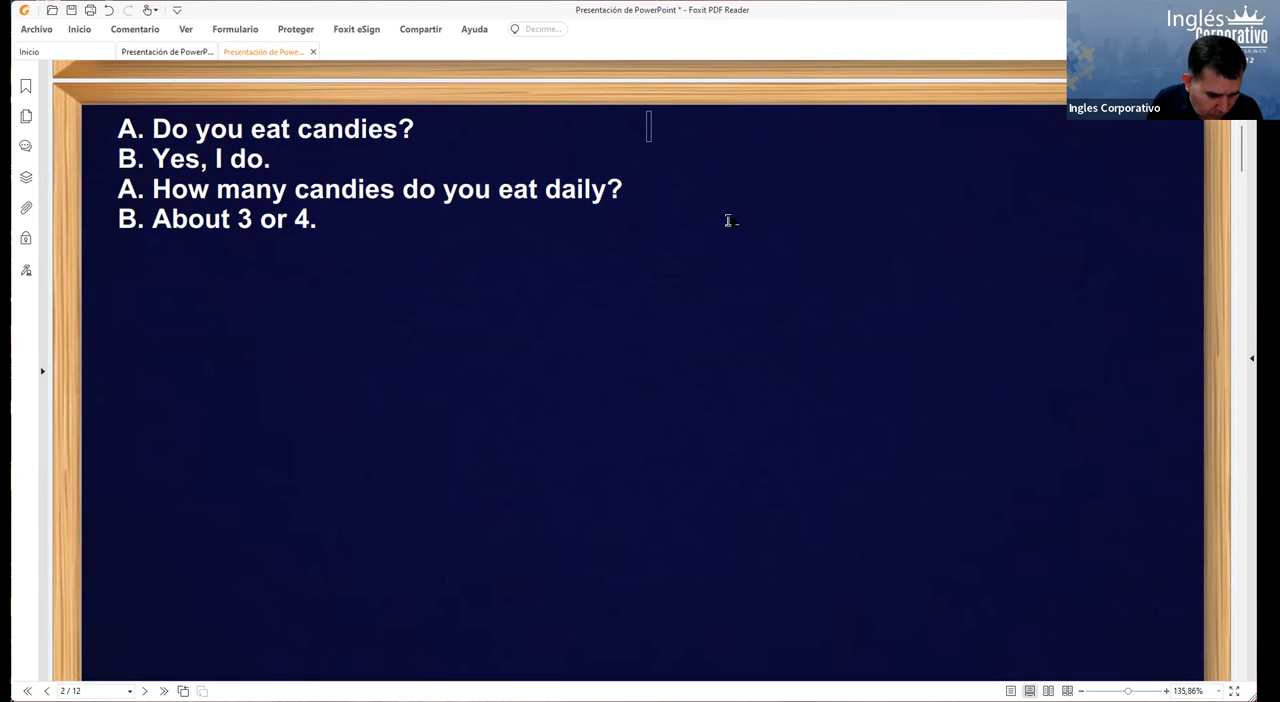 Presentación de PowerPoint * - Foxit PDF Reader
Archivo Inicio Comentario Ver Formulario Proteger Foxit eSign Compartir Ayuda Decirme...
Inicio Presentación de PowerP... Presentación de Powe...
Inglés
Corporativo
S.A. de C.V.
Ingles Corporativo
A. Do you eat candies?
B. Yes, I do.
A. How many candies do you eat daily?
B. About 3 or 4.
2 / 12 135,86%